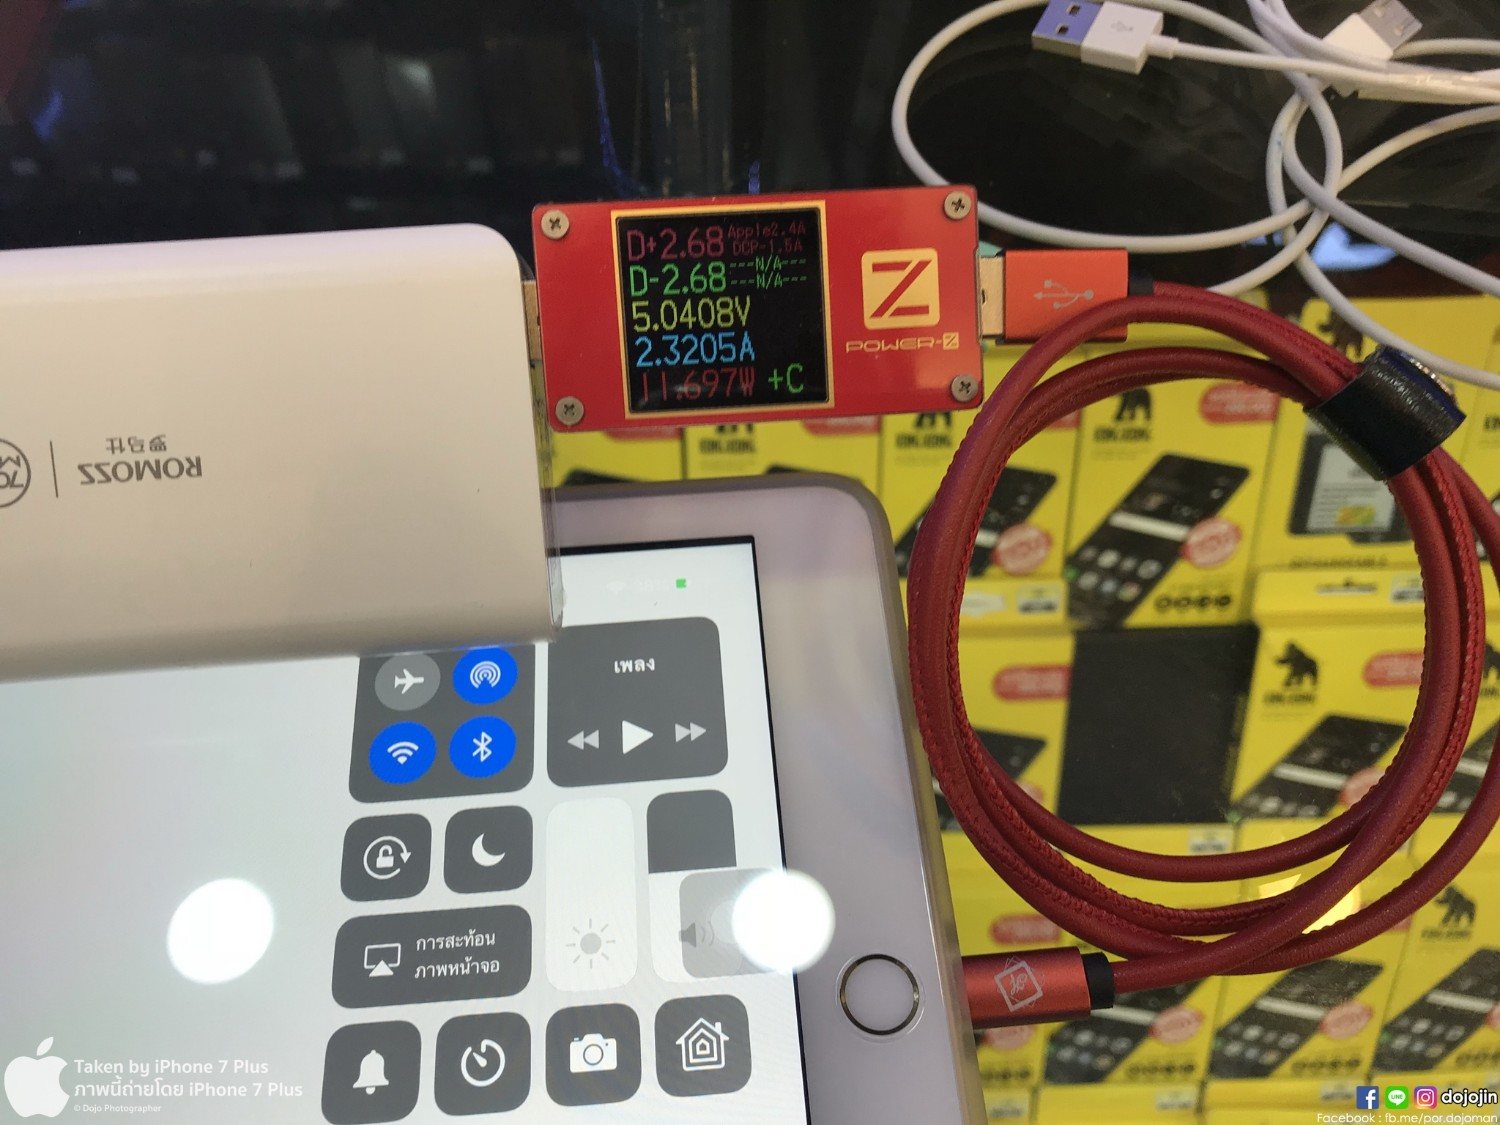 D+2.68 Apple2.4A
DCP-1.5A
D-2.68 ---N/A---
---N/A---
5.0408V
2.3205A
11.697W +C
Z
POWER-Z
ROMOSS
罗马仕
เพลง
การสะท้อน
ภาพหน้าจอ
Taken by iPhone 7 Plus
ภาพนี้ถ่ายโดย iPhone 7 Plus
© Dojo Photographer
dojojin
Facebook : fb.me/por.dojoman